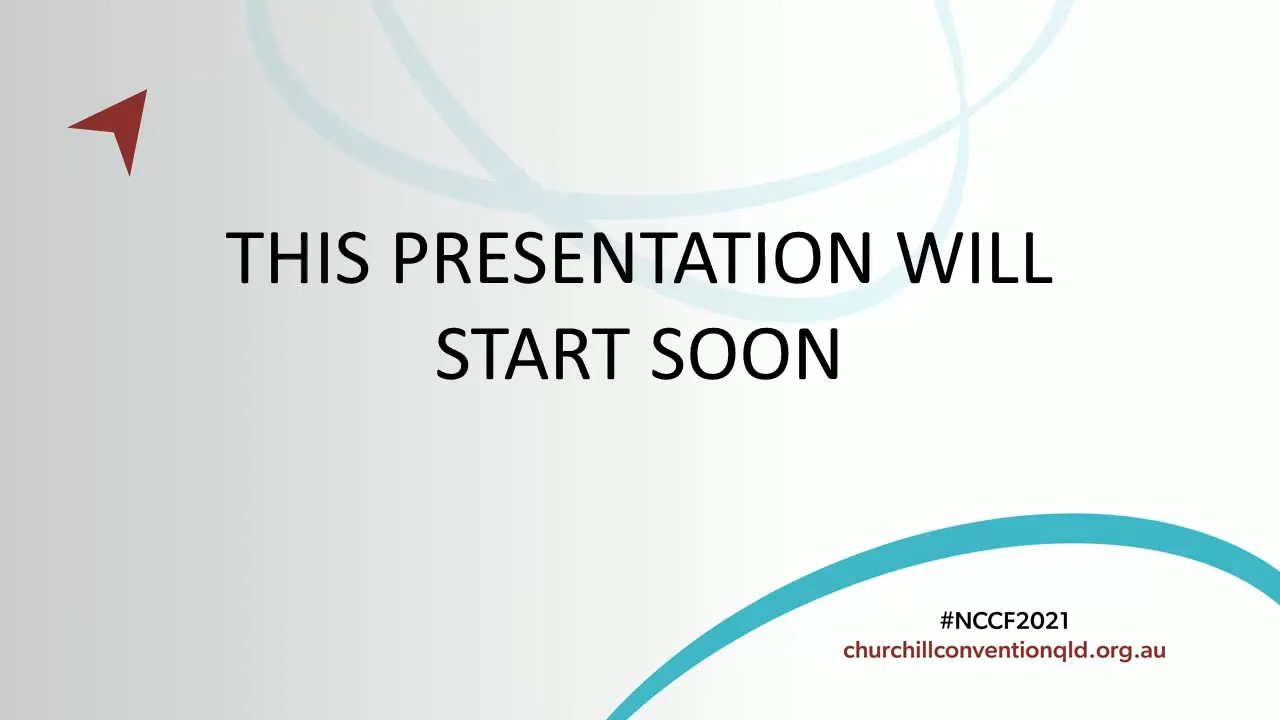 THIS PRESENTATION WILL
START SOON
#NCCF2021
churchillconventionqld.org.au